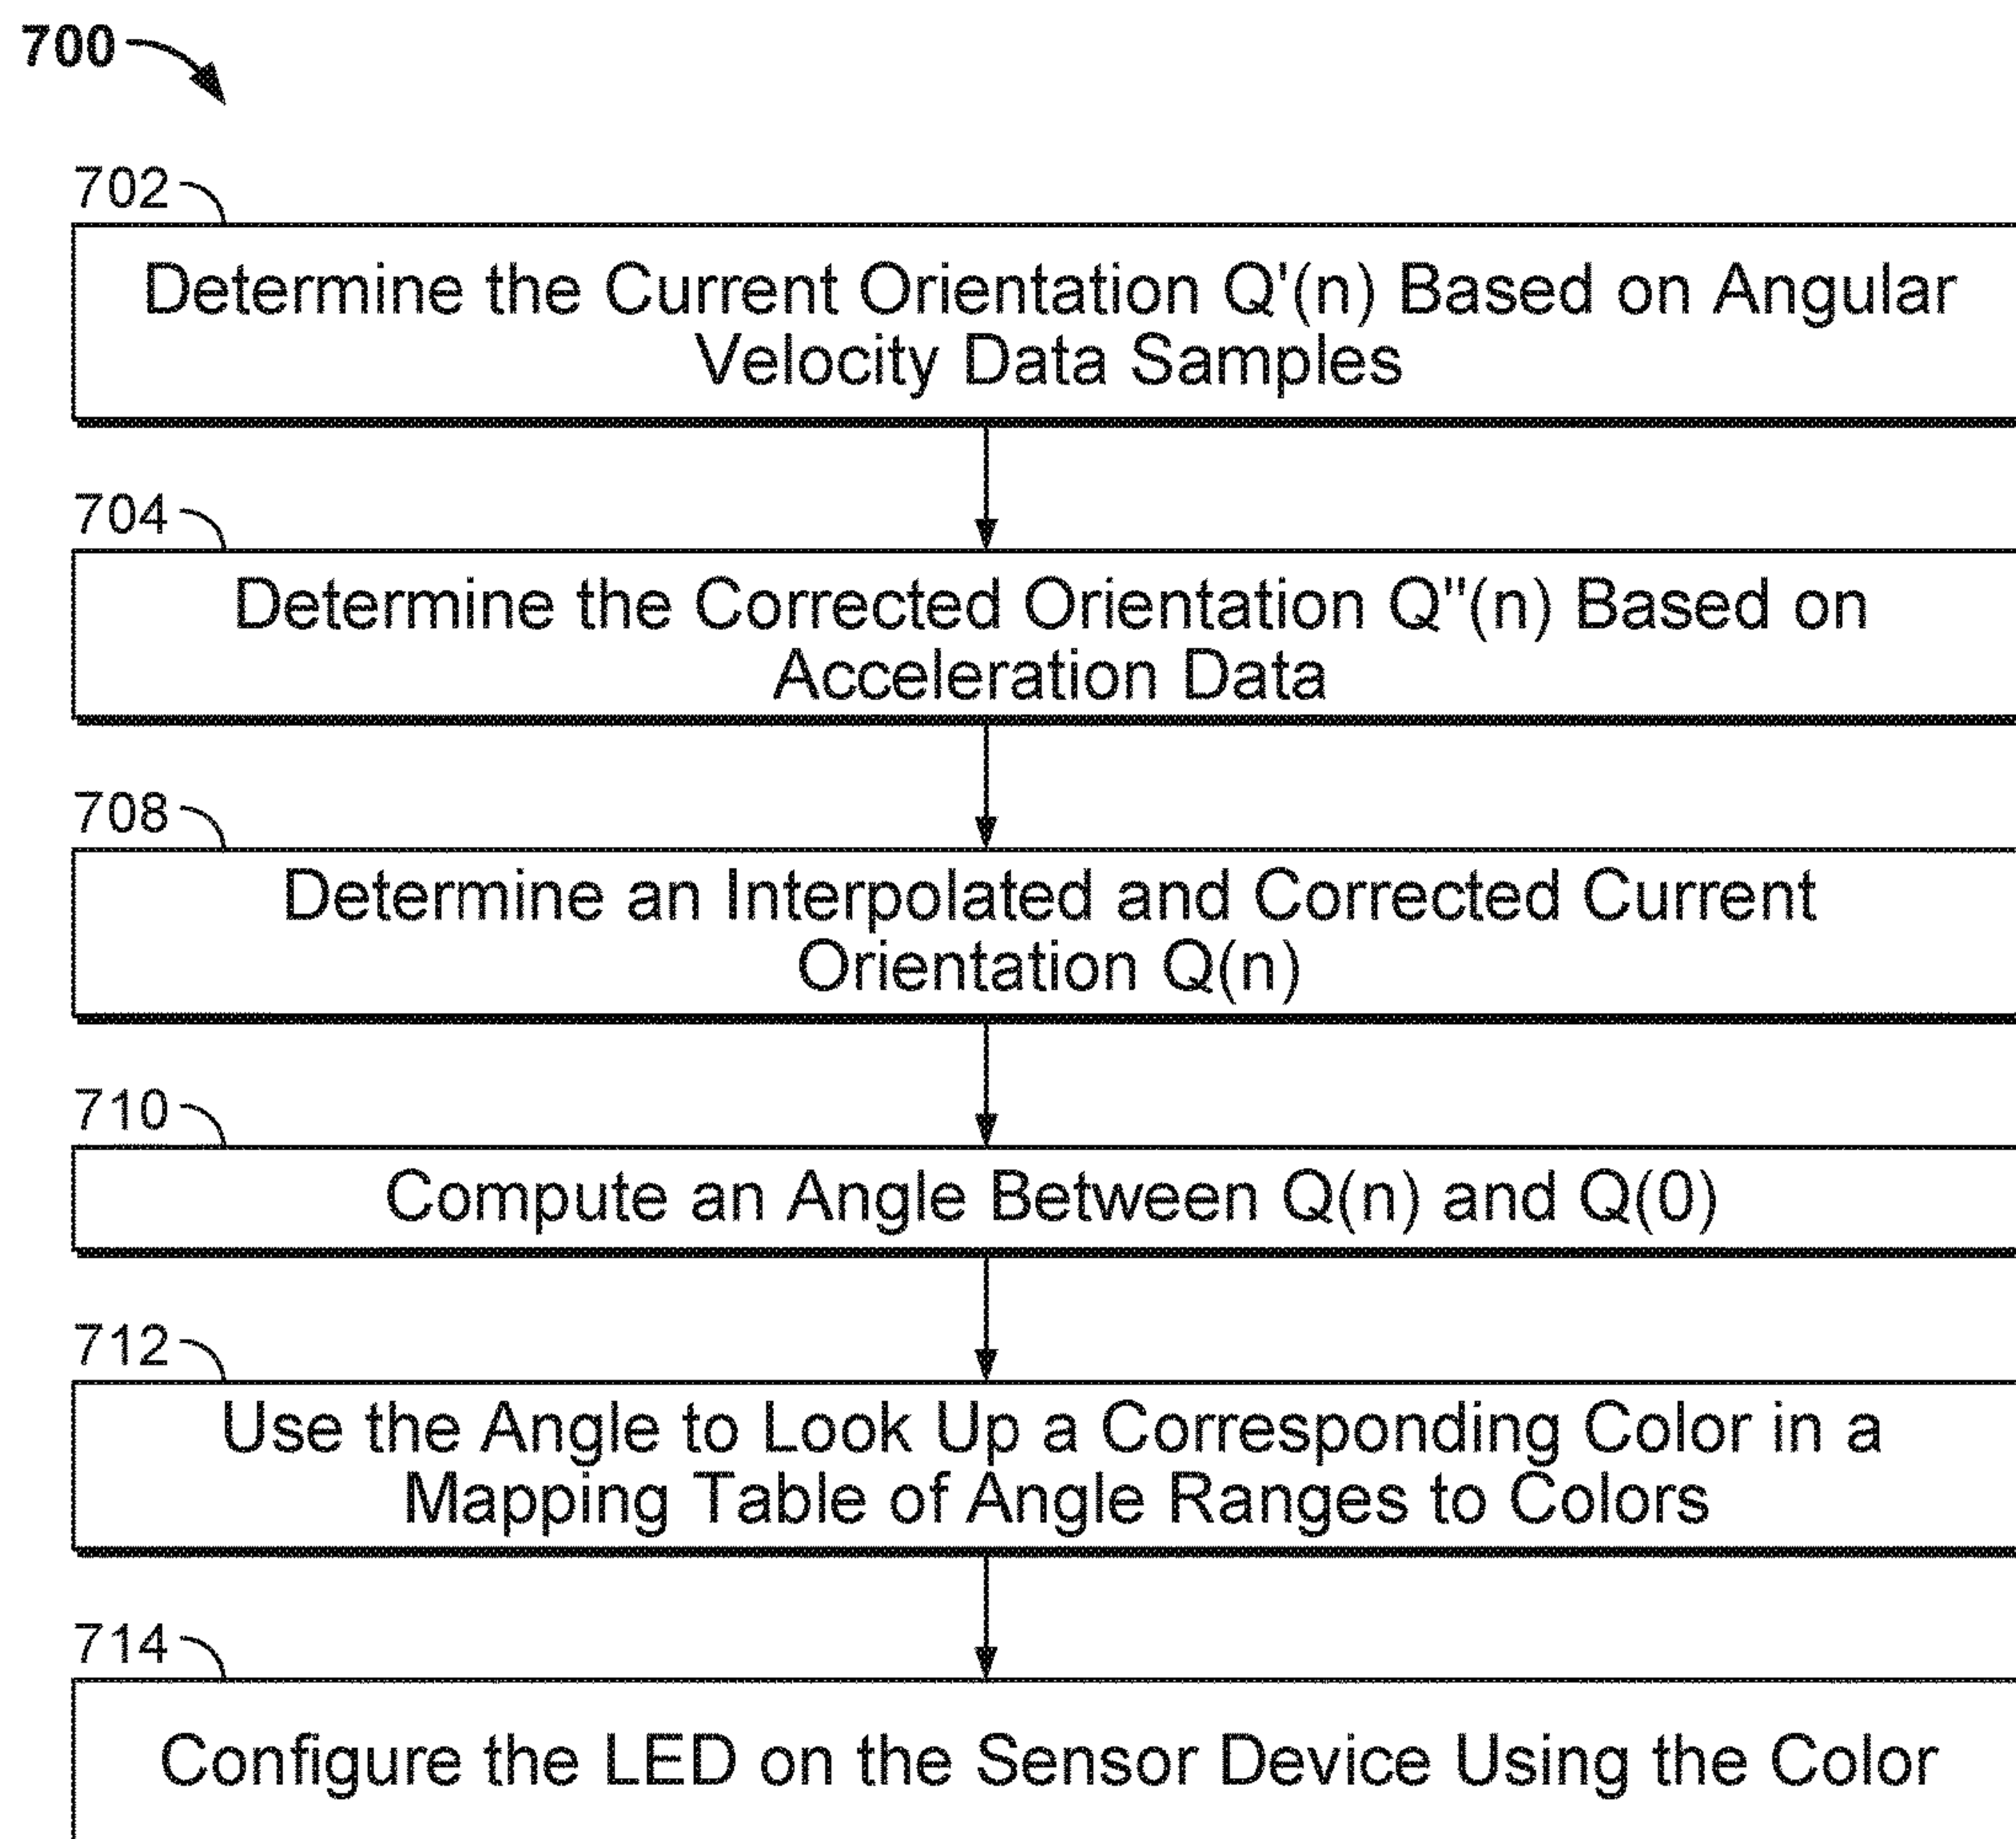 700
702
Determine the Current Orientation Q'(n) Based on Angular
Velocity Data Samples
704
Determine the Corrected Orientation Q"(n) Based on
Acceleration Data
708
Determine an Interpolated and Corrected Current
Orientation Q(n)
710
Compute an Angle Between Q(n) and Q(0)
712
Use the Angle to Look Up a Corresponding Color in a
Mapping Table of Angle Ranges to Colors
714
Configure the LED on the Sensor Device Using the Color